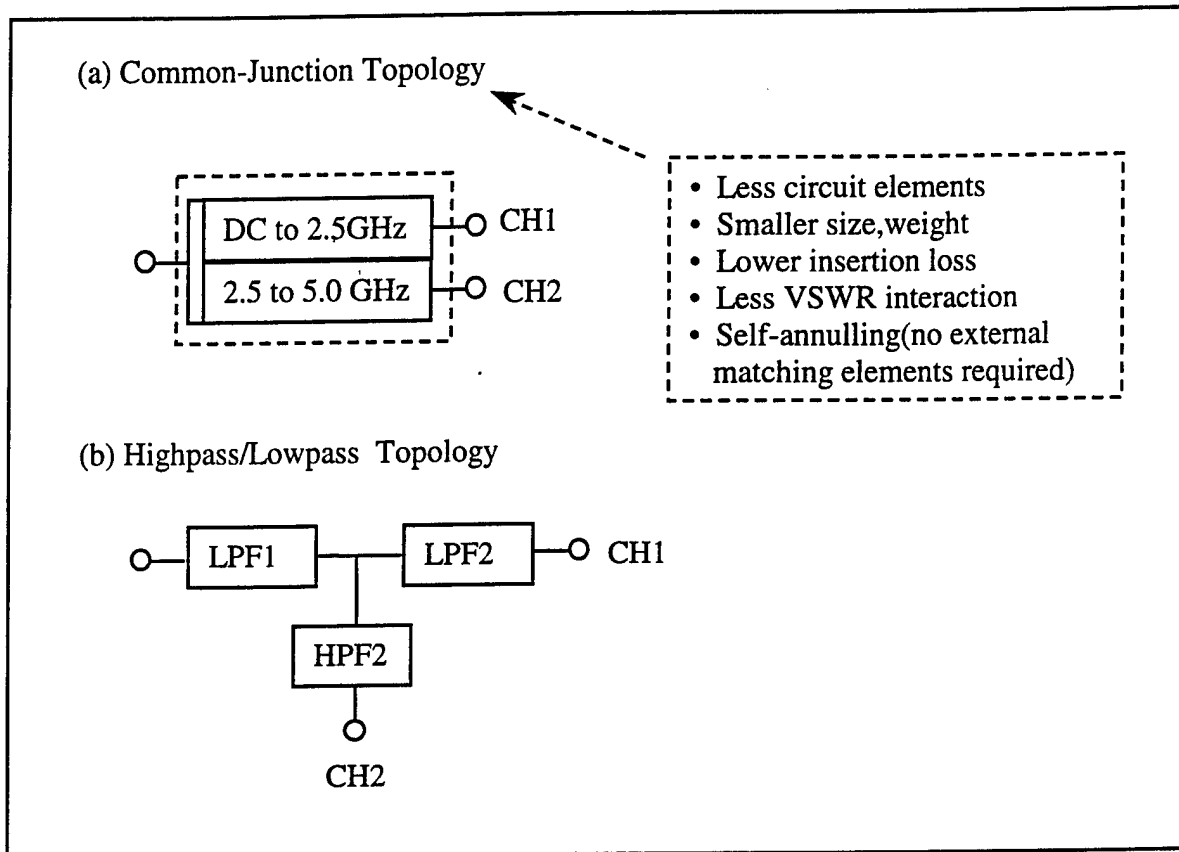 (a) Common-Junction Topology
DC to 2.5GHz
CH1
2.5 to 5.0 GHz
CH2
• Less circuit elements
• Smaller size,weight
• Lower insertion loss
• Less VSWR interaction
• Self-annulling(no external
matching elements required)
(b) Highpass/Lowpass Topology
LPF1
LPF2
CH1
HPF2
CH2